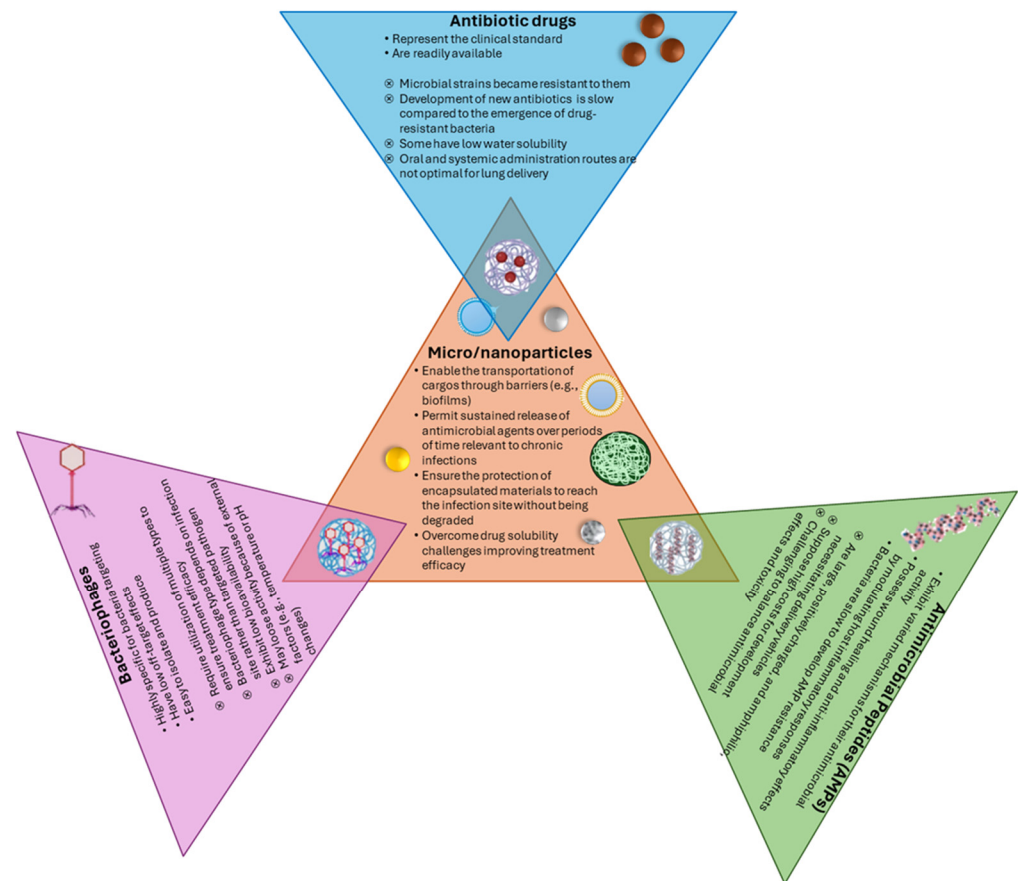 Antibiotic drugs
• Represent the clinical standard
• Are readily available
⊗ Microbial strains became resistant to them
⊗ Development of new antibiotics is slow
compared to the emergence of drug-
resistant bacteria
⊗ Some have low water solubility
⊗ Oral and systemic administration routes are
not optimal for lung delivery
Micro/nanoparticles
• Enable the transportation of
cargos through barriers (e.g.,
biofilms)
• Permit sustained release of
antimicrobial agents over periods
of time relevant to chronic
infections
• Ensure the protection of
encapsulated materials to reach
the infection site without being
degraded
• Overcome drug solubility
challenges improving treatment
efficacy
Bacteriophages
• Highly specific for bacteria targeting
• Have low off-target effects
• Easy to isolate and produce
⊗ Require utilization of multiple types to
ensure treatment efficacy
⊗ Bacteriophage type depends on infection
site rather than targeted pathogen
⊗ Exhibit low bioavailability
⊗ May loose activity because of external
factors (e.g., temperature or pH
changes)
Antimicrobial Peptides (AMPs)
• Exhibit varied mechanisms for their antimicrobial
activity
• Possess wound healing and anti-inflammatory effects
by modulating host inflammatory responses
• Bacteria are slow to develop AMP resistance
⊗ Are large, positively charged, and amphiphilic,
necessitating delivery vehicles
⊗ Suppose high costs for development
⊗ Challenging to balance antimicrobial
effects and toxicity